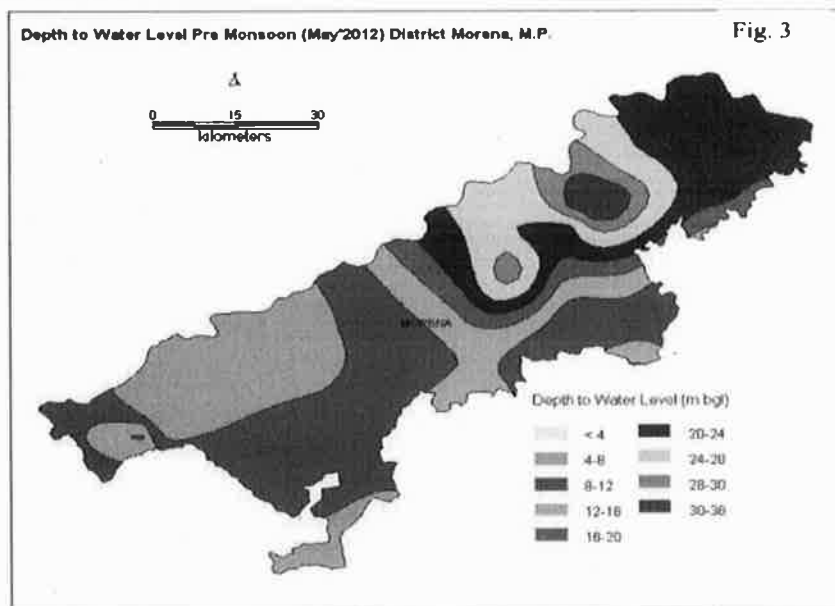 Depth to Water Level Pre Monsoon (May'2012) District Morena, M.P.
Fig. 3
0 15 30
kilometers
MORENA
Depth to Water Level (m bgl)
< 4
4-8
8-12
12-16
16-20
20-24
24-28
28-30
30-36